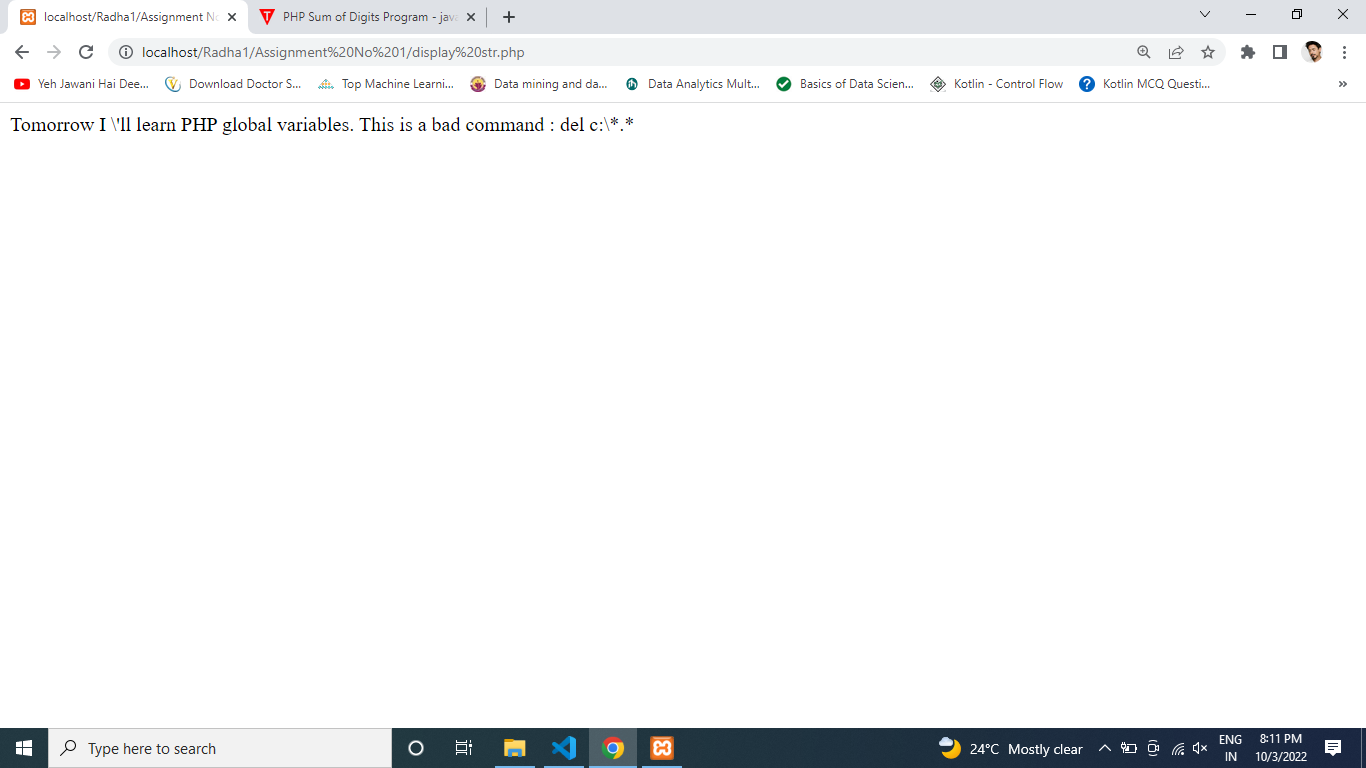 localhost/Radha1/Assignment No
PHP Sum of Digits Program - java
localhost/Radha1/Assignment%20No%201/display%20str.php
Yeh Jawani Hai Dee...
Download Doctor S...
Top Machine Learni...
Data mining and da...
Data Analytics Mult...
Basics of Data Scien...
Kotlin - Control Flow
Kotlin MCQ Questi...
Tomorrow I \'ll learn PHP global variables. This is a bad command : del c:\*.*
Type here to search
24°C Mostly clear
ENG
IN
8:11 PM
10/3/2022